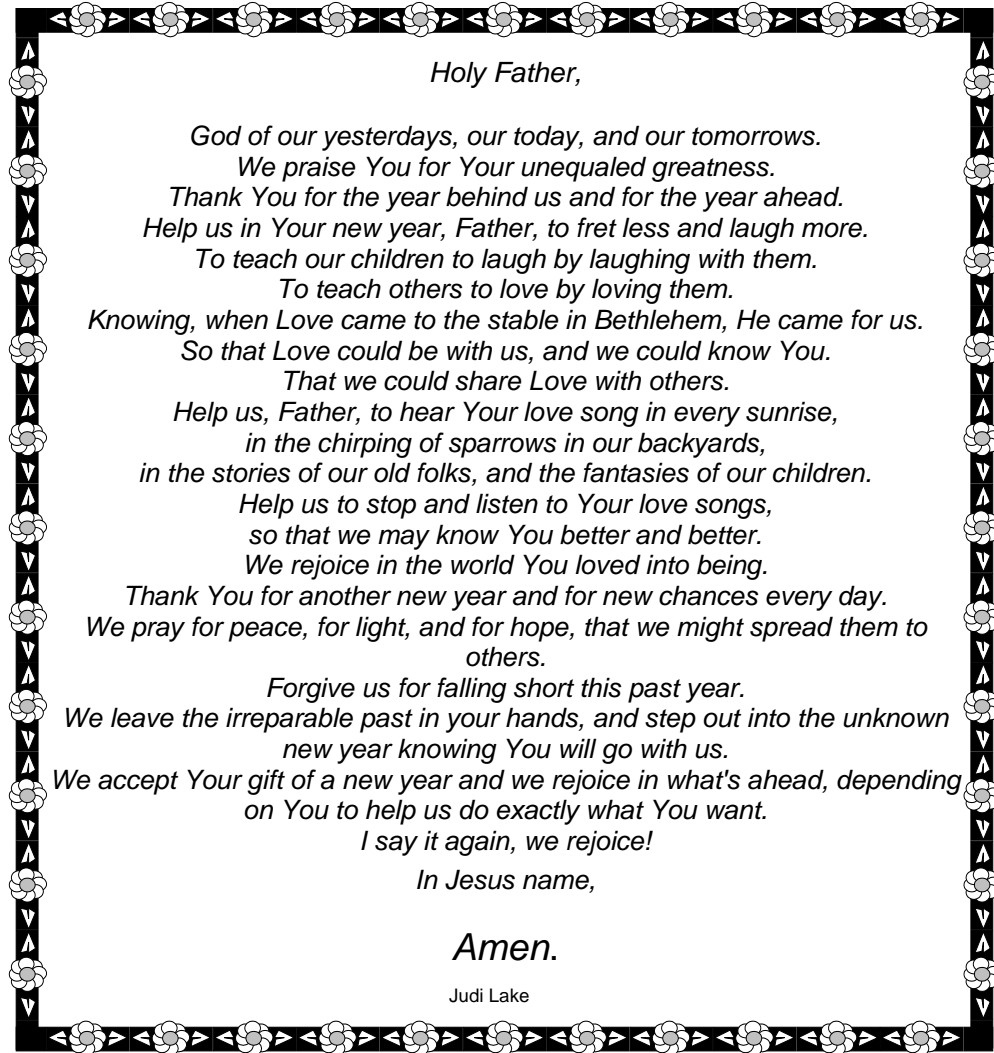 Holy Father,
God of our yesterdays, our today, and our tomorrows.
We praise You for Your unequaled greatness.
Thank You for the year behind us and for the year ahead.
Help us in Your new year, Father, to fret less and laugh more.
To teach our children to laugh by laughing with them.
To teach others to love by loving them.
Knowing, when Love came to the stable in Bethlehem, He came for us.
So that Love could be with us, and we could know You.
That we could share Love with others.
Help us, Father, to hear Your love song in every sunrise,
in the chirping of sparrows in our backyards,
in the stories of our old folks, and the fantasies of our children.
Help us to stop and listen to Your love songs,
so that we may know You better and better.
We rejoice in the world You loved into being.
Thank You for another new year and for new chances every day.
We pray for peace, for light, and for hope, that we might spread them to
others.
Forgive us for falling short this past year.
We leave the irreparable past in your hands, and step out into the unknown
new year knowing You will go with us.
We accept Your gift of a new year and we rejoice in what's ahead, depending
on You to help us do exactly what You want.
I say it again, we rejoice!
In Jesus name,
Amen.
Judi Lake